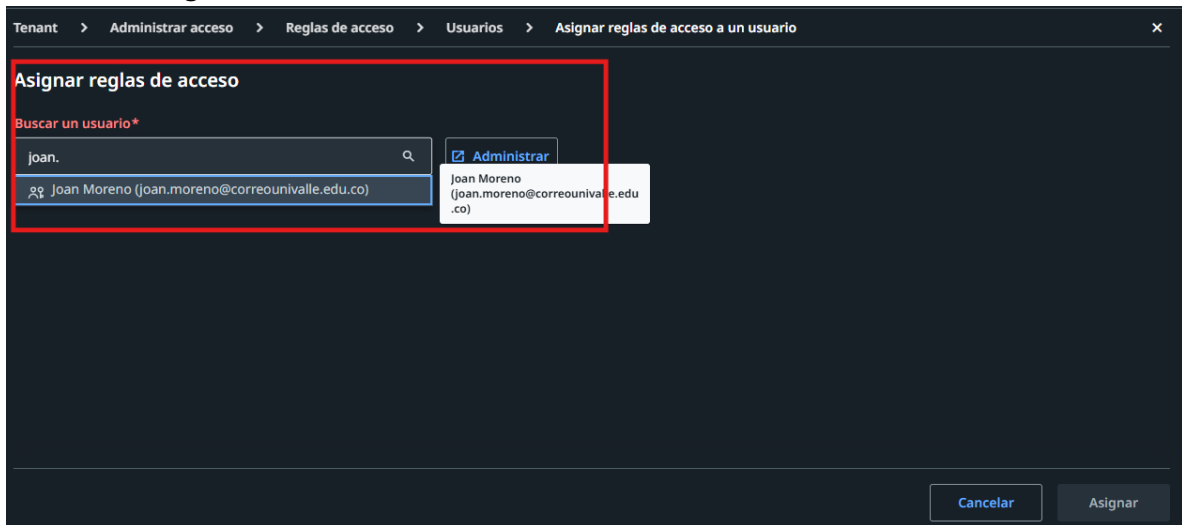 Tenant > Administrar acceso > Reglas de acceso > Usuarios > Asignar reglas de acceso a un usuario ×
Asignar reglas de acceso
Buscar un usuario*
joan.
Administrar
Joan Moreno (joan.moreno@correounivalle.edu.co)
Joan Moreno
(joan.moreno@correounivalle.edu
.co)
Cancelar
Asignar